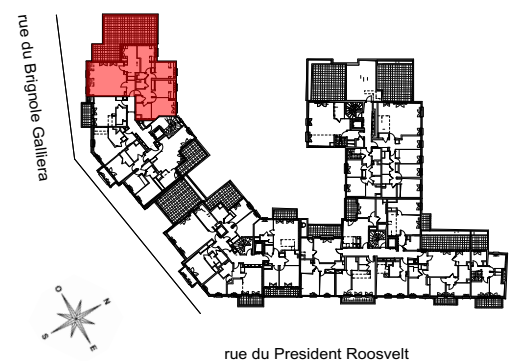 rue du Brignole Galliera
O
N
S
E
rue du President Roosvelt